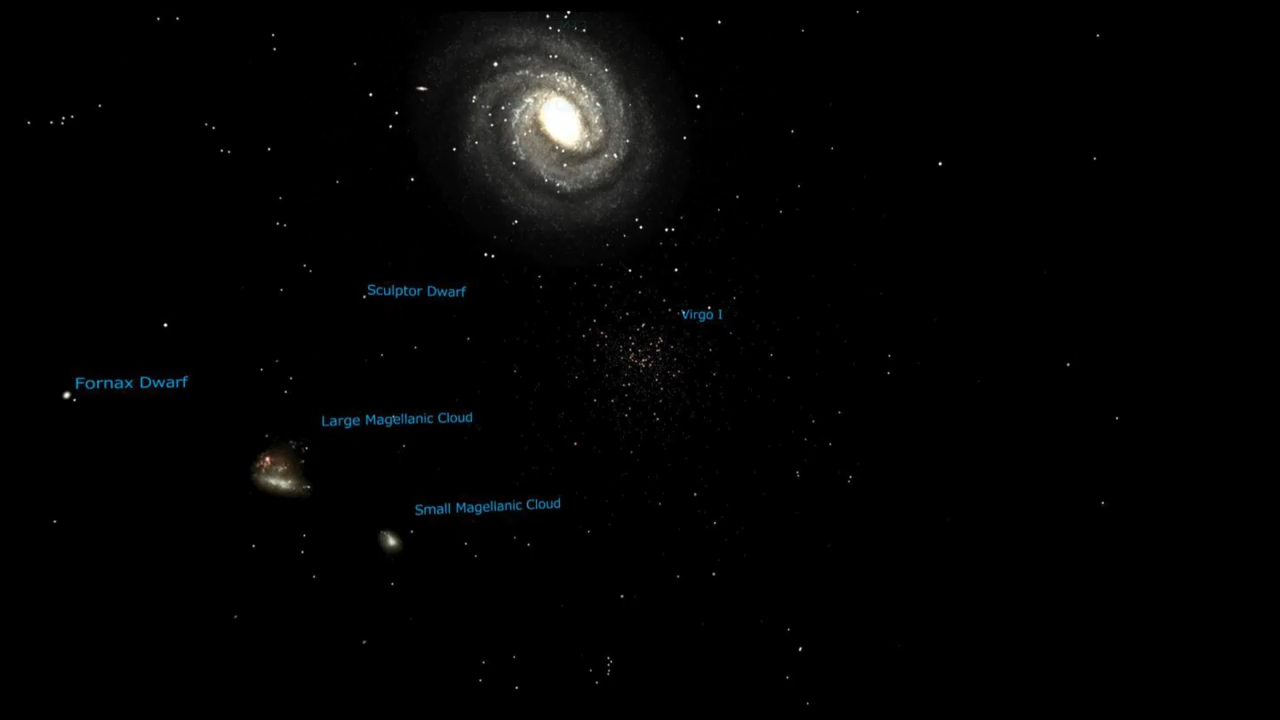 Sculptor Dwarf
Virgo I
Fornax Dwarf
Large Magellanic Cloud
Small Magellanic Cloud